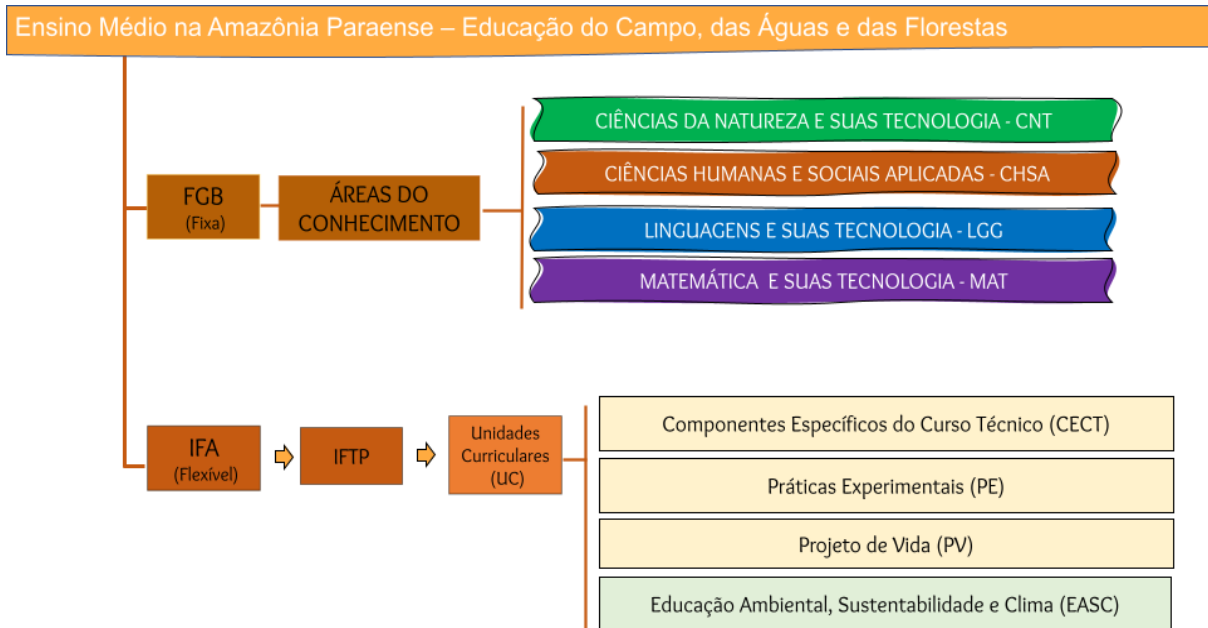 Ensino Médio na Amazônia Paraense – Educação do Campo, das Águas e das Florestas
CIÊNCIAS DA NATUREZA E SUAS TECNOLOGIA - CNT
CIÊNCIAS HUMANAS E SOCIAIS APLICADAS - CHSA
FGB
(Fixa)
ÁREAS DO
CONHECIMENTO
LINGUAGENS E SUAS TECNOLOGIA - LGG
MATEMÁTICA E SUAS TECNOLOGIA - MAT
IFA
(Flexível)
IFTP
Unidades
Curriculares
(UC)
Componentes Específicos do Curso Técnico (CECT)
Práticas Experimentais (PE)
Projeto de Vida (PV)
Educação Ambiental, Sustentabilidade e Clima (EASC)